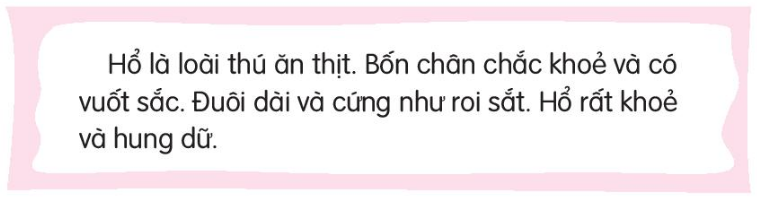 Hổ là loài thú ăn thịt. Bốn chân chắc khoẻ và có
vuốt sắc. Đuôi dài và cứng như roi sắt. Hổ rất khoẻ
và hung dữ.